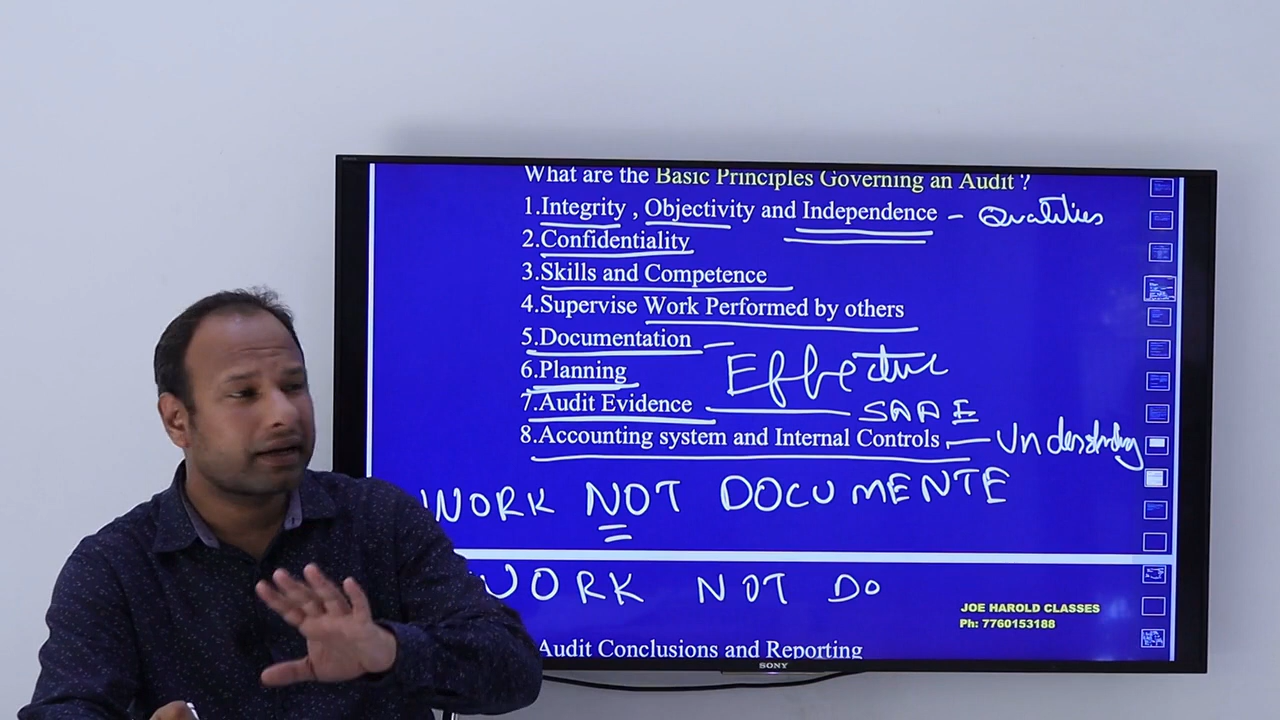 What are the Basic Principles Governing an Audit ?
1.Integrity , Objectivity and Independence – Qualities
2.Confidentiality
3.Skills and Competence
4.Supervise Work Performed by others
5.Documentation –
6.Planning Effective
7.Audit Evidence — SAAE
8.Accounting system and Internal Controls — Understanding
WORK NOT DOCUMENTE
WORK NOT DO
JOE HAROLD CLASSES
Ph: 7760153188
Audit Conclusions and Reporting
SONY